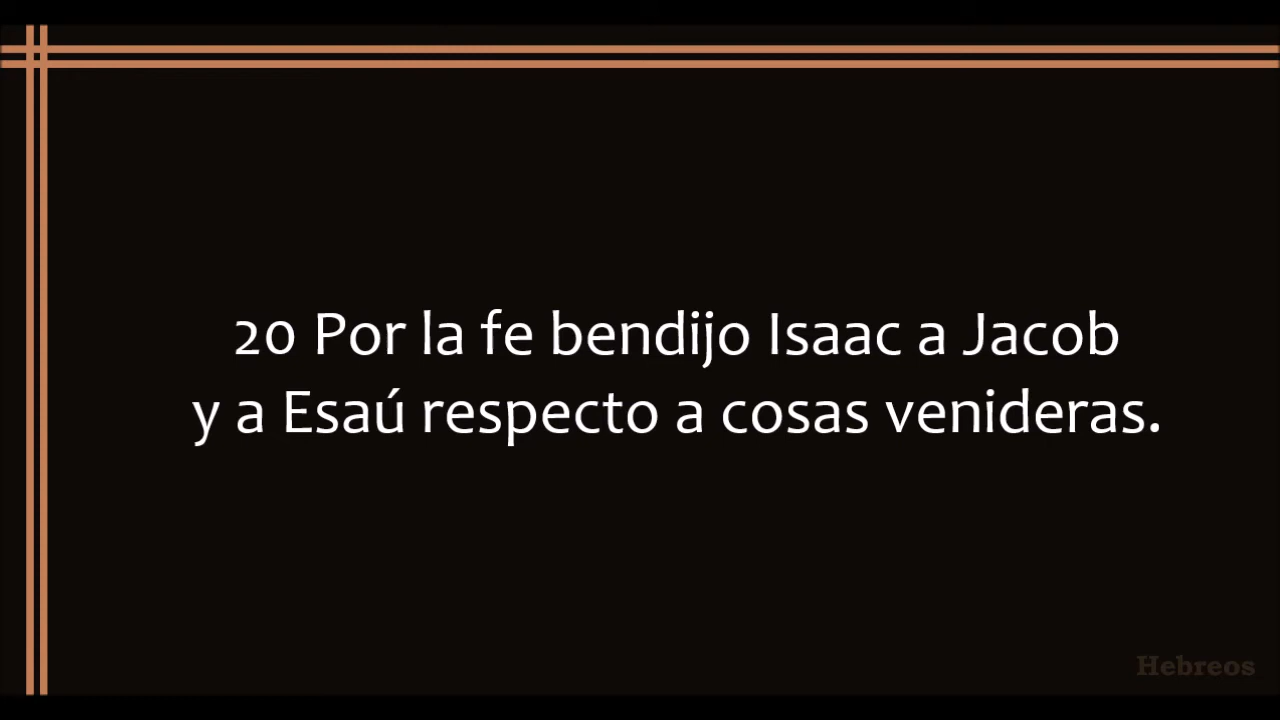 20 Por la fe bendijo Isaac a Jacob
y a Esaú respecto a cosas venideras.
Hebreos